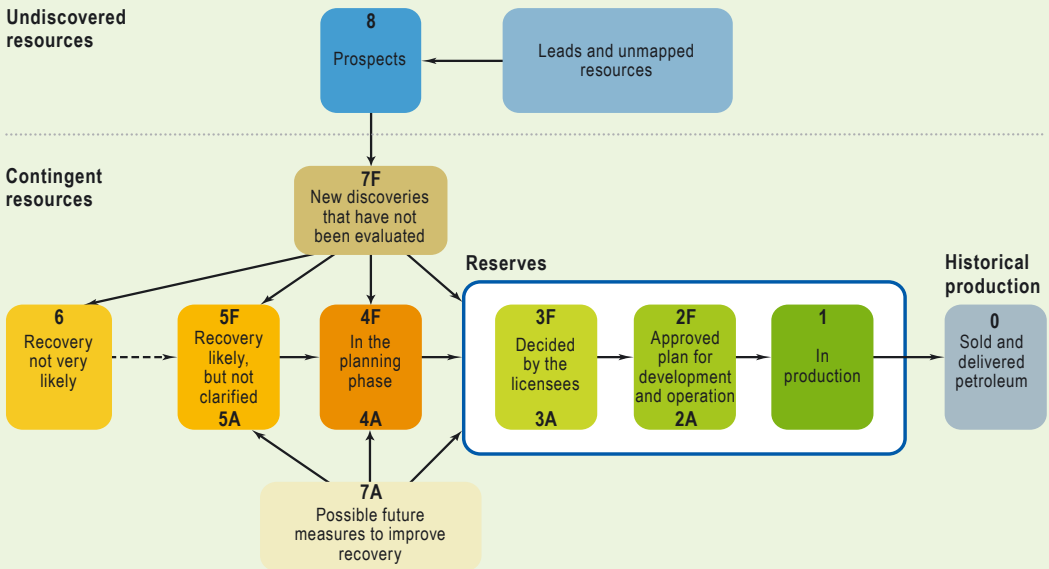 Undiscovered
resources
8
Prospects
Leads and unmapped
resources
Contingent
resources
7F
New discoveries
that have not
been evaluated
Reserves
Historical
production
6
Recovery
not very
likely
5F
Recovery
likely,
but not
clarified
5A
4F
In the
planning
phase
4A
3F
Decided
by the
licensees
3A
2F
Approved
plan for
development
and operation
2A
1
In
production
0
Sold and
delivered
petroleum
7A
Possible future
measures to improve
recovery